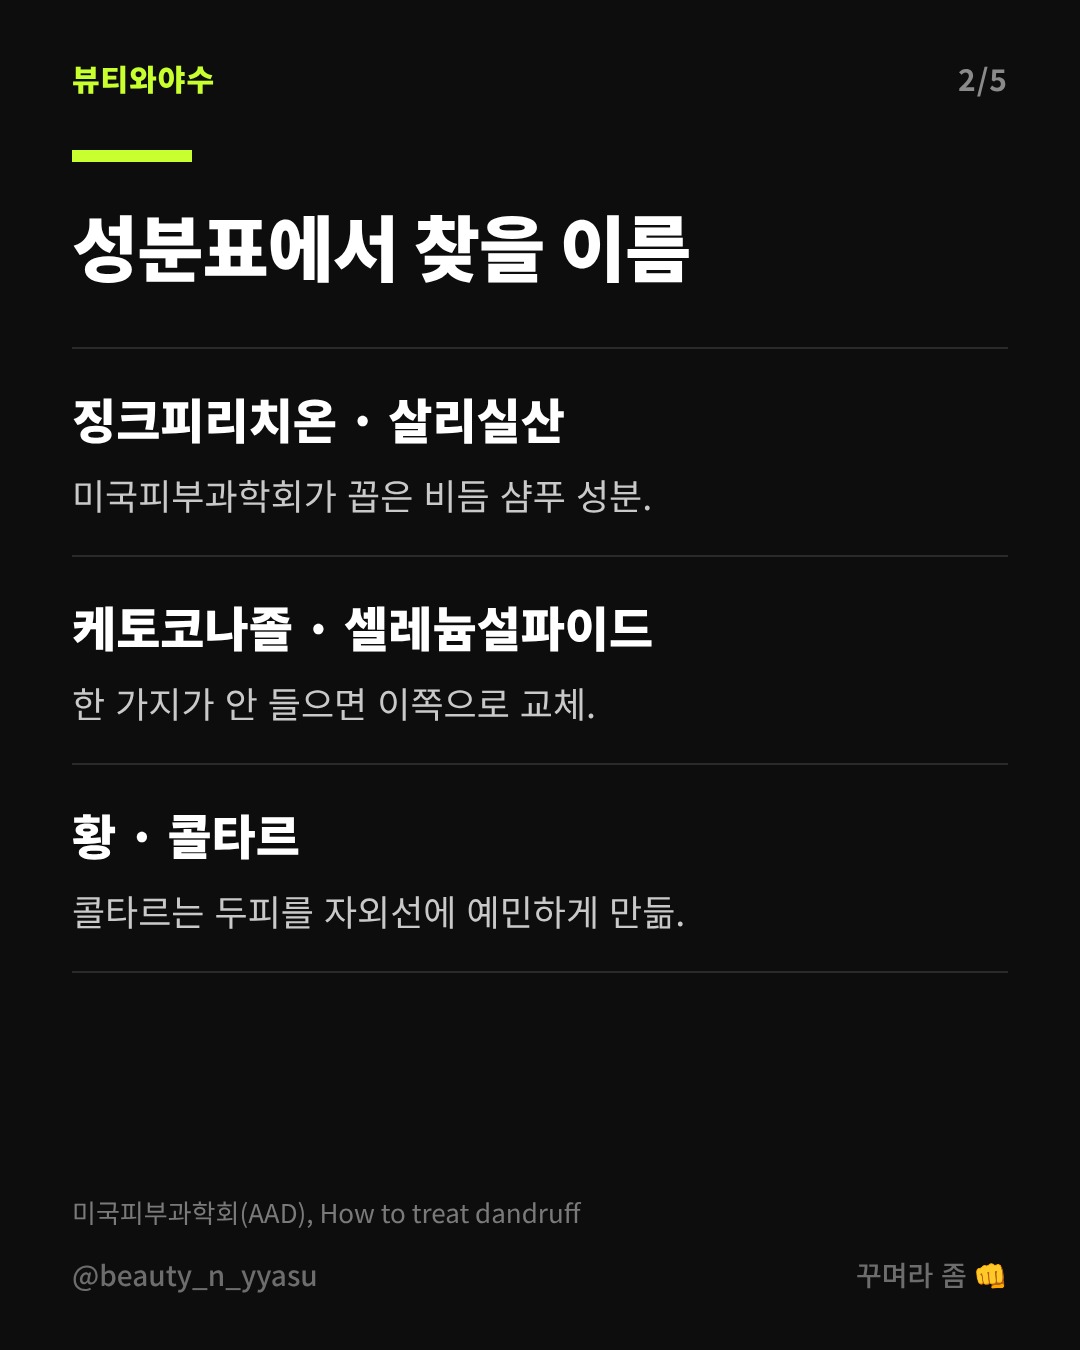 뷰티와야수
2/5
성분표에서 찾을 이름
징크피리치온 · 살리실산
미국피부과학회가 꼽은 비듬 샴푸 성분.
케토코나졸 · 셀레늄설파이드
한 가지가 안 들으면 이쪽으로 교체.
황 · 콜타르
콜타르는 두피를 자외선에 예민하게 만듦.
미국피부과학회(AAD), How to treat dandruff
@beauty_n_yyasu
꾸며라 좀 👊